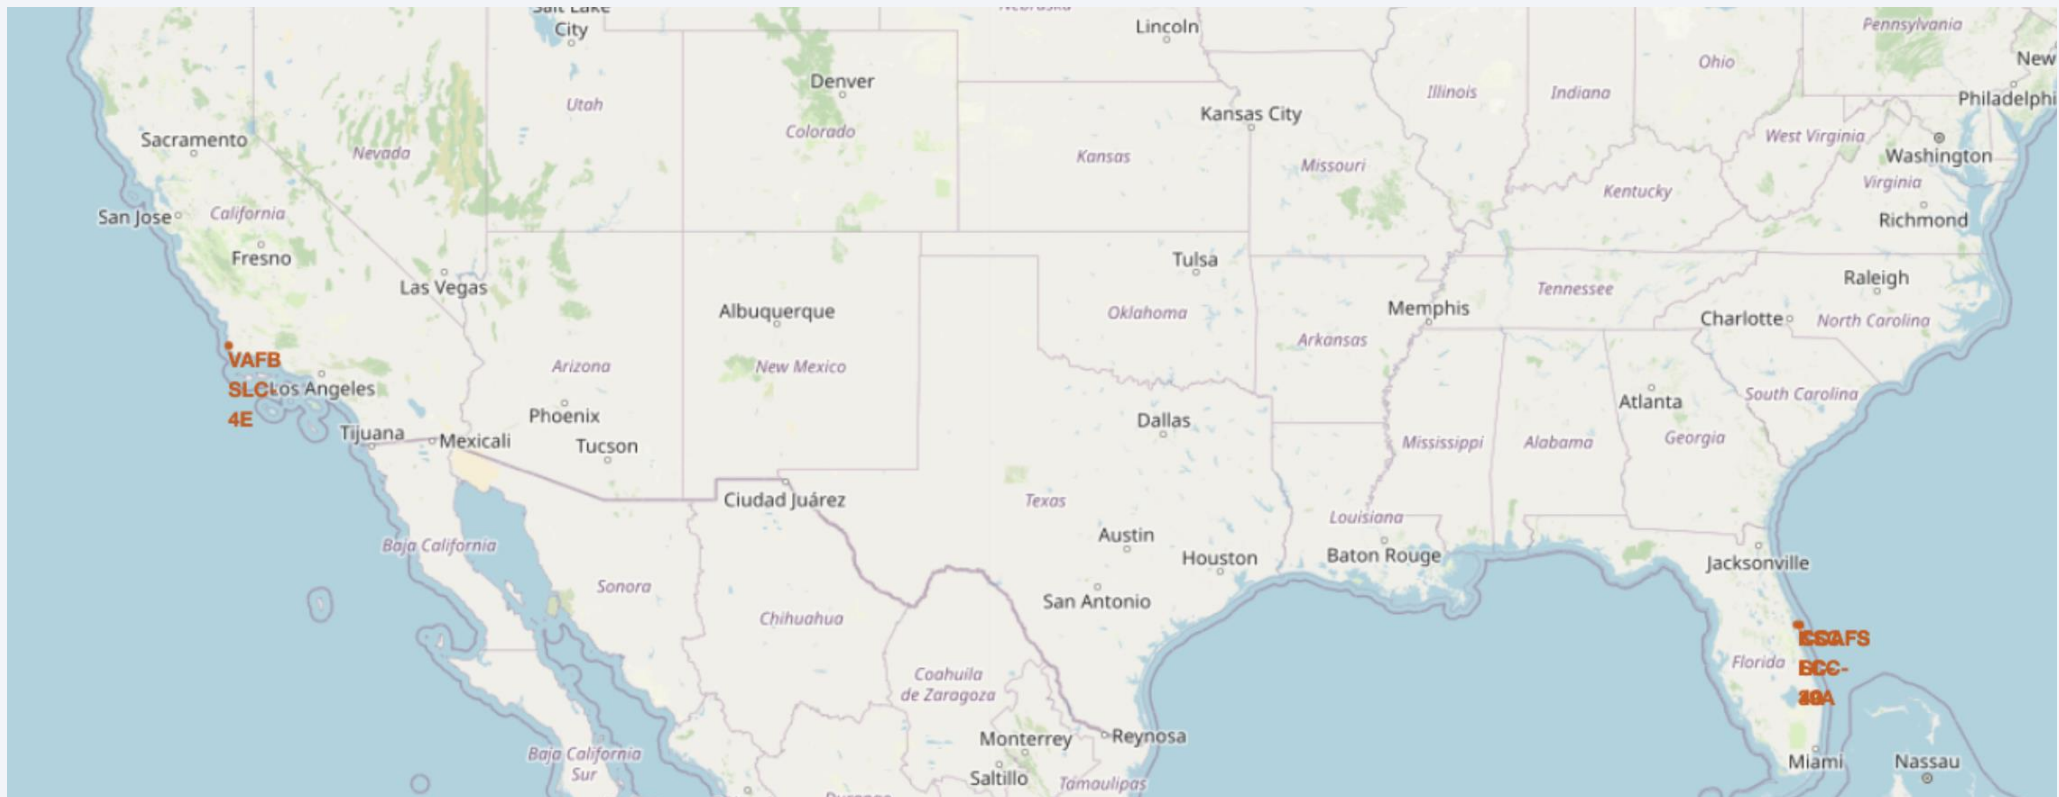 Salt Lake
City
Nebraska
Lincoln
Pennsylvania
New
Denver
Ohio
Utah
Illinois
Indiana
Philadelphi
Kansas City
Sacramento
Colorado
West Virginia
Nevada
Kansas
Missouri
Washington
Virginia
Kentucky
San Jose
California
Richmond
Fresno
Tulsa
Las Vegas
Raleigh
Tennessee
Albuquerque
Oklahoma
Memphis
Charlotte
North Carolina
Arkansas
VAFB
SLC-
4E
Arizona
New Mexico
Los Angeles
South Carolina
Atlanta
Phoenix
Dallas
Tijuana
Mexicali
Tucson
Mississippi
Alabama
Georgia
Ciudad Juárez
Texas
Louisiana
Austin
Baja California
Houston
Baton Rouge
Jacksonville
Sonora
San Antonio
Chihuahua
Florida
Coahuila
de Zaragoza
Reynosa
Monterrey
Baja California
Sur
Miami
Nassau
Saltillo
Tamaulipas
Durango